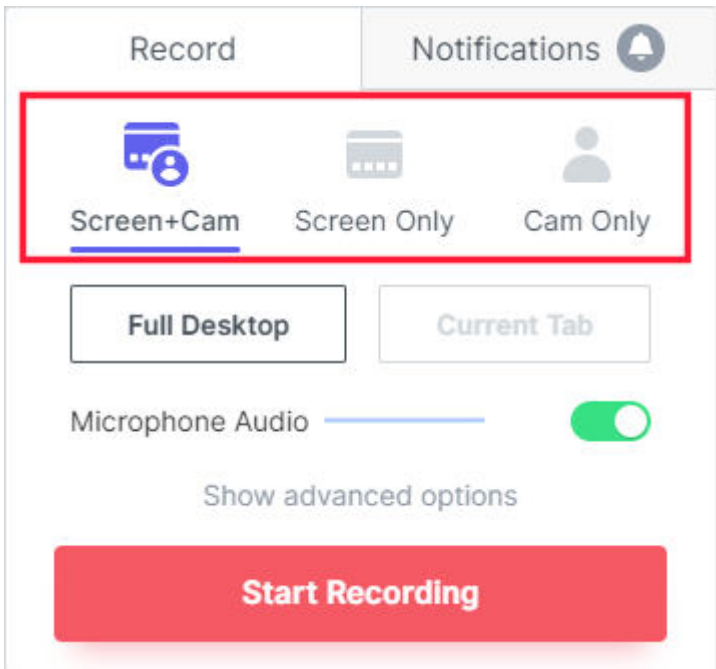 Record
Notifications
Screen+Cam
Screen Only
Cam Only
Full Desktop
Current Tab
Microphone Audio
Show advanced options
Start Recording